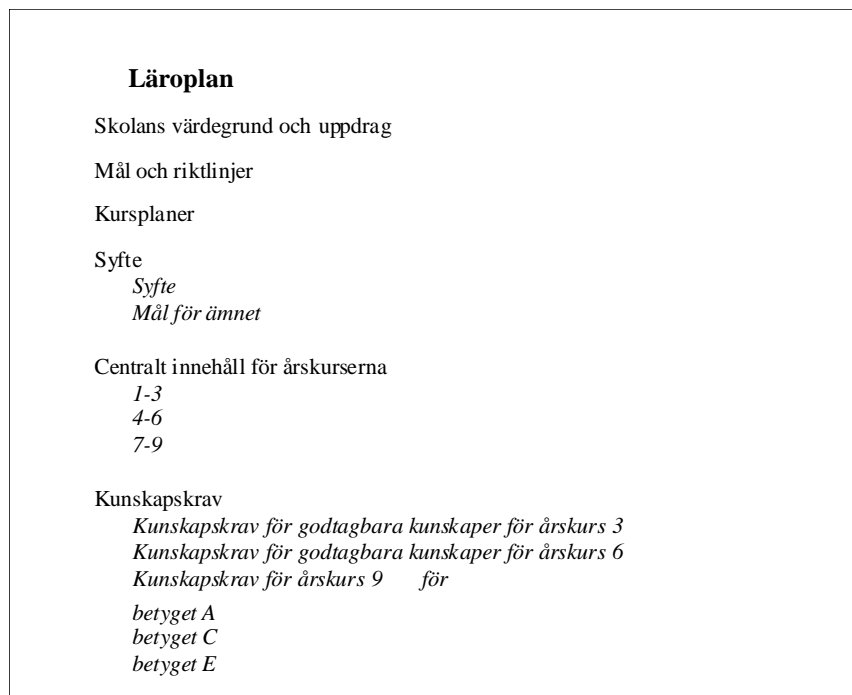 Läroplan
Skolans värdegrund och uppdrag
Mål och riktlinjer
Kursplaner
Syfte
Syfte
Mål för ämnet
Centralt innehåll för årskurserna
1-3
4-6
7-9
Kunskapskrav
Kunskapskrav för godtagbara kunskaper för årskurs 3
Kunskapskrav för godtagbara kunskaper för årskurs 6
Kunskapskrav för årskurs 9 för
betyget A
betyget C
betyget E